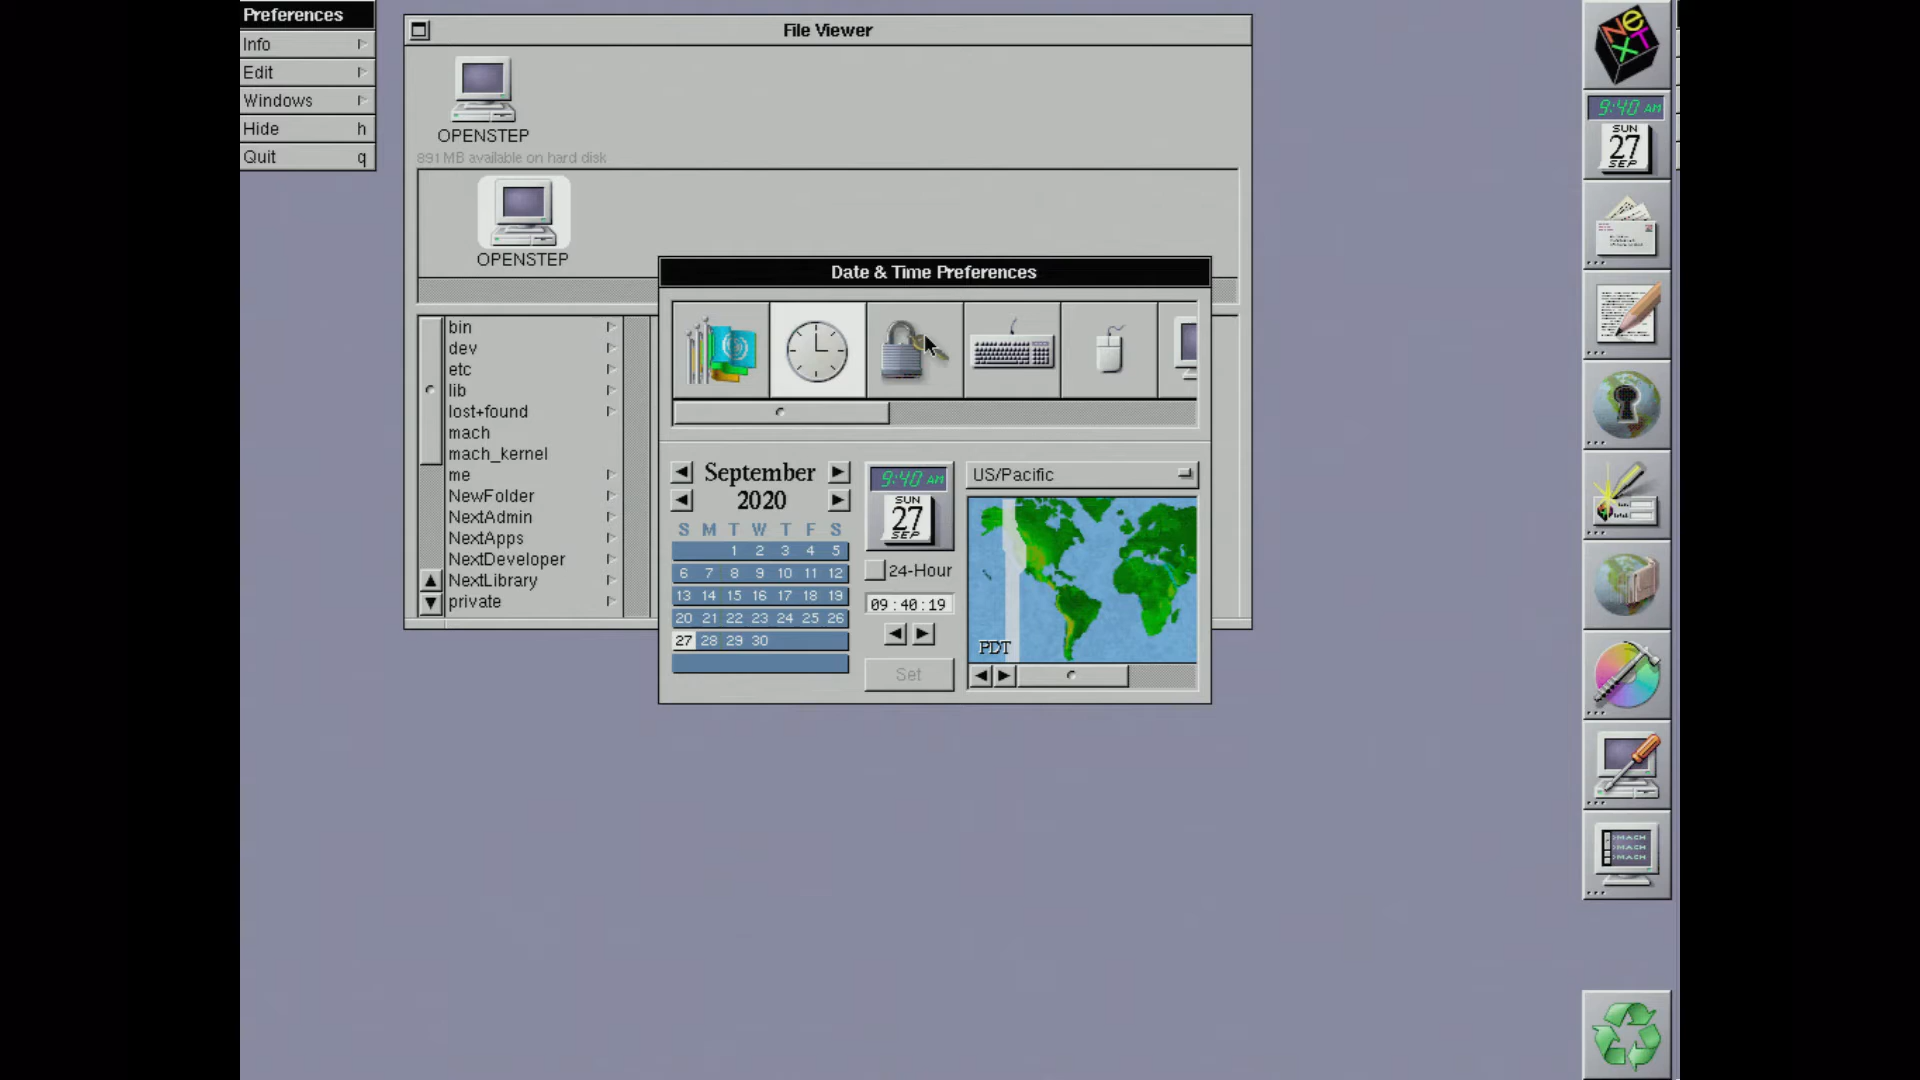 Preferences
Info
Edit
Windows
Hide h
Quit q
File Viewer
OPENSTEP
891 MB available on hard disk
OPENSTEP
bin
dev
etc
lib
lost+found
mach
mach_kernel
me
NewFolder
NextAdmin
NextApps
NextDeveloper
NextLibrary
private
Date & Time Preferences
September
2020
S M T W T F S
1 2 3 4 5
6 7 8 9 10 11 12
13 14 15 16 17 18 19
20 21 22 23 24 25 26
27 28 29 30
9:40 AM
SUN
27
SEP
24-Hour
09:40:19
Set
US/Pacific
PDT
NeXT
9:40 AM
SUN
27
SEP
>MACH
>MACH
>MACH